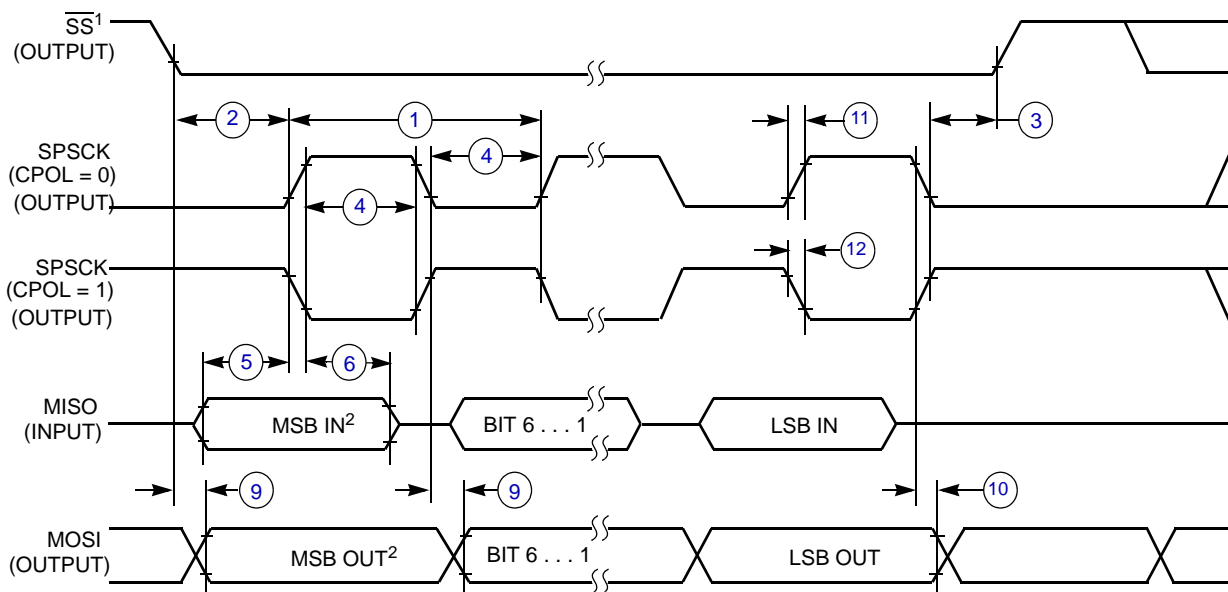 SS¹
(OUTPUT)
2
1
11
3
SPSCK
(CPOL = 0)
(OUTPUT)
4
4
SPSCK
(CPOL = 1)
(OUTPUT)
12
5
6
MISO
(INPUT)
MSB IN²
BIT 6 . . . 1
LSB IN
9
9
10
MOSI
(OUTPUT)
MSB OUT²
BIT 6 . . . 1
LSB OUT